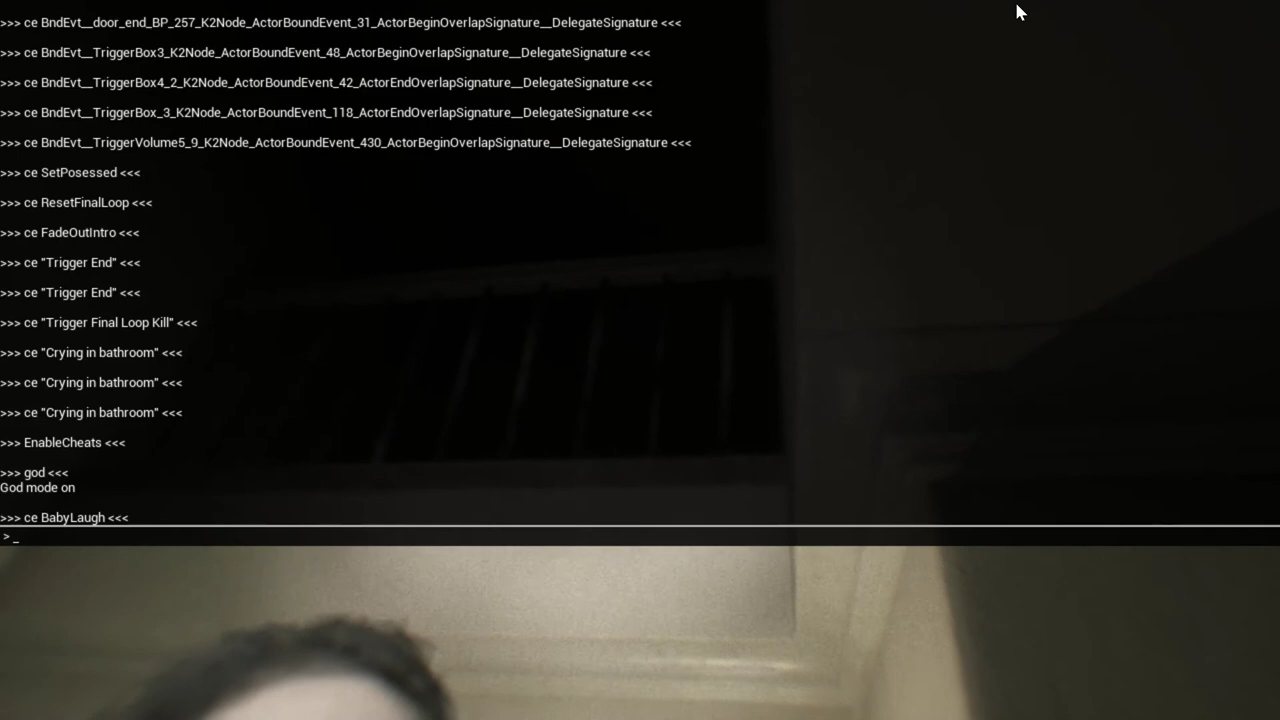 >>> ce BndEvt__door_end_BP_257_K2Node_ActorBoundEvent_31_ActorBeginOverlapSignature__DelegateSignature <<<
>>> ce BndEvt__TriggerBox3_K2Node_ActorBoundEvent_48_ActorBeginOverlapSignature__DelegateSignature <<<
>>> ce BndEvt__TriggerBox4_2_K2Node_ActorBoundEvent_42_ActorEndOverlapSignature__DelegateSignature <<<
>>> ce BndEvt__TriggerBox_3_K2Node_ActorBoundEvent_118_ActorEndOverlapSignature__DelegateSignature <<<
>>> ce BndEvt__TriggerVolume5_9_K2Node_ActorBoundEvent_430_ActorBeginOverlapSignature__DelegateSignature <<<
>>> ce SetPosessed <<<
>>> ce ResetFinalLoop <<<
>>> ce FadeOutIntro <<<
>>> ce "Trigger End" <<<
>>> ce "Trigger End" <<<
>>> ce "Trigger Final Loop Kill" <<<
>>> ce "Crying in bathroom" <<<
>>> ce "Crying in bathroom" <<<
>>> ce "Crying in bathroom" <<<
>>> EnableCheats <<<
>>> god <<<
God mode on
>>> ce BabyLaugh <<<
> _